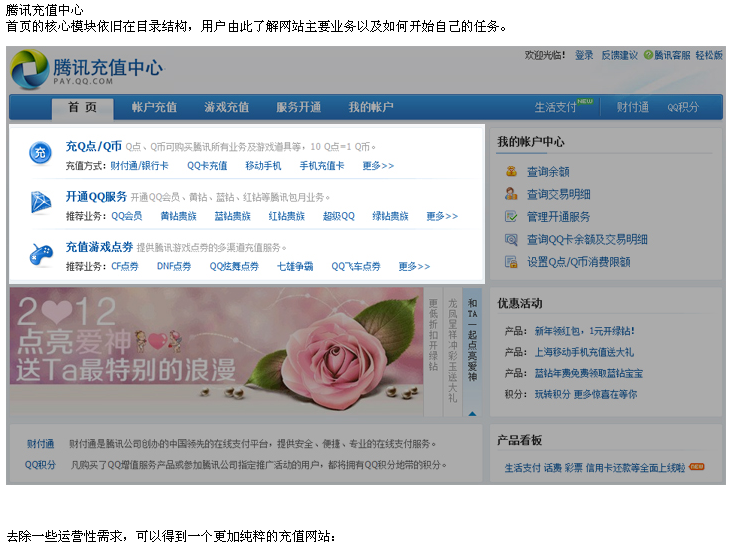 腾讯充值中心
首页的核心模块依旧在目录结构，用户由此了解网站主要业务以及如何开始自己的任务。
腾讯充值中心
PAY.QQ.COM
欢迎光临! 登录 反馈建议 腾讯客服 轻松版
首 页 帐户充值 游戏充值 服务开通 我的帐户 生活支付 NEW 财付通 QQ积分
充 充Q点/Q币 Q点、Q币可购买腾讯所有业务及游戏道具等，10 Q点=1 Q币。
充值方式: 财付通/银行卡 QQ卡充值 移动手机 手机充值卡 更多>>
开通QQ服务 开通QQ会员、黄钻、蓝钻、红钻等腾讯包月业务。
推荐业务: QQ会员 黄钻贵族 蓝钻贵族 红钻贵族 超级QQ 绿钻贵族 更多>>
充值游戏点券 提供腾讯游戏点券的多渠道充值服务。
推荐业务: CF点券 DNF点券 QQ炫舞点券 七雄争霸 QQ飞车点券 更多>>
我的帐户中心
查询余额
查询交易明细
管理开通服务
查询QQ卡余额及交易明细
设置Q点/Q币消费限额
2❤12
点亮爱神
送Ta最特别的浪漫
更低折扣开绿钻
龙凤呈祥冲彩玉送大礼
和TA一起点亮爱神
优惠活动
产品: 新年领红包，1元开绿钻!
产品: 上海移动手机充值送大礼
产品: 蓝钻年费免费领取蓝钻宝宝
积分: 玩转积分 更多惊喜在等你
财付通 财付通是腾讯公司创办的中国领先的在线支付平台，提供安全、便捷、专业的在线支付服务。
QQ积分 凡购买了QQ增值服务产品或参加腾讯公司指定推广活动的用户，都将拥有QQ积分地带的积分。
产品看板
生活支付 话费 彩票 信用卡还款等全面上线啦 NEW
去除一些运营性需求，可以得到一个更加纯粹的充值网站：